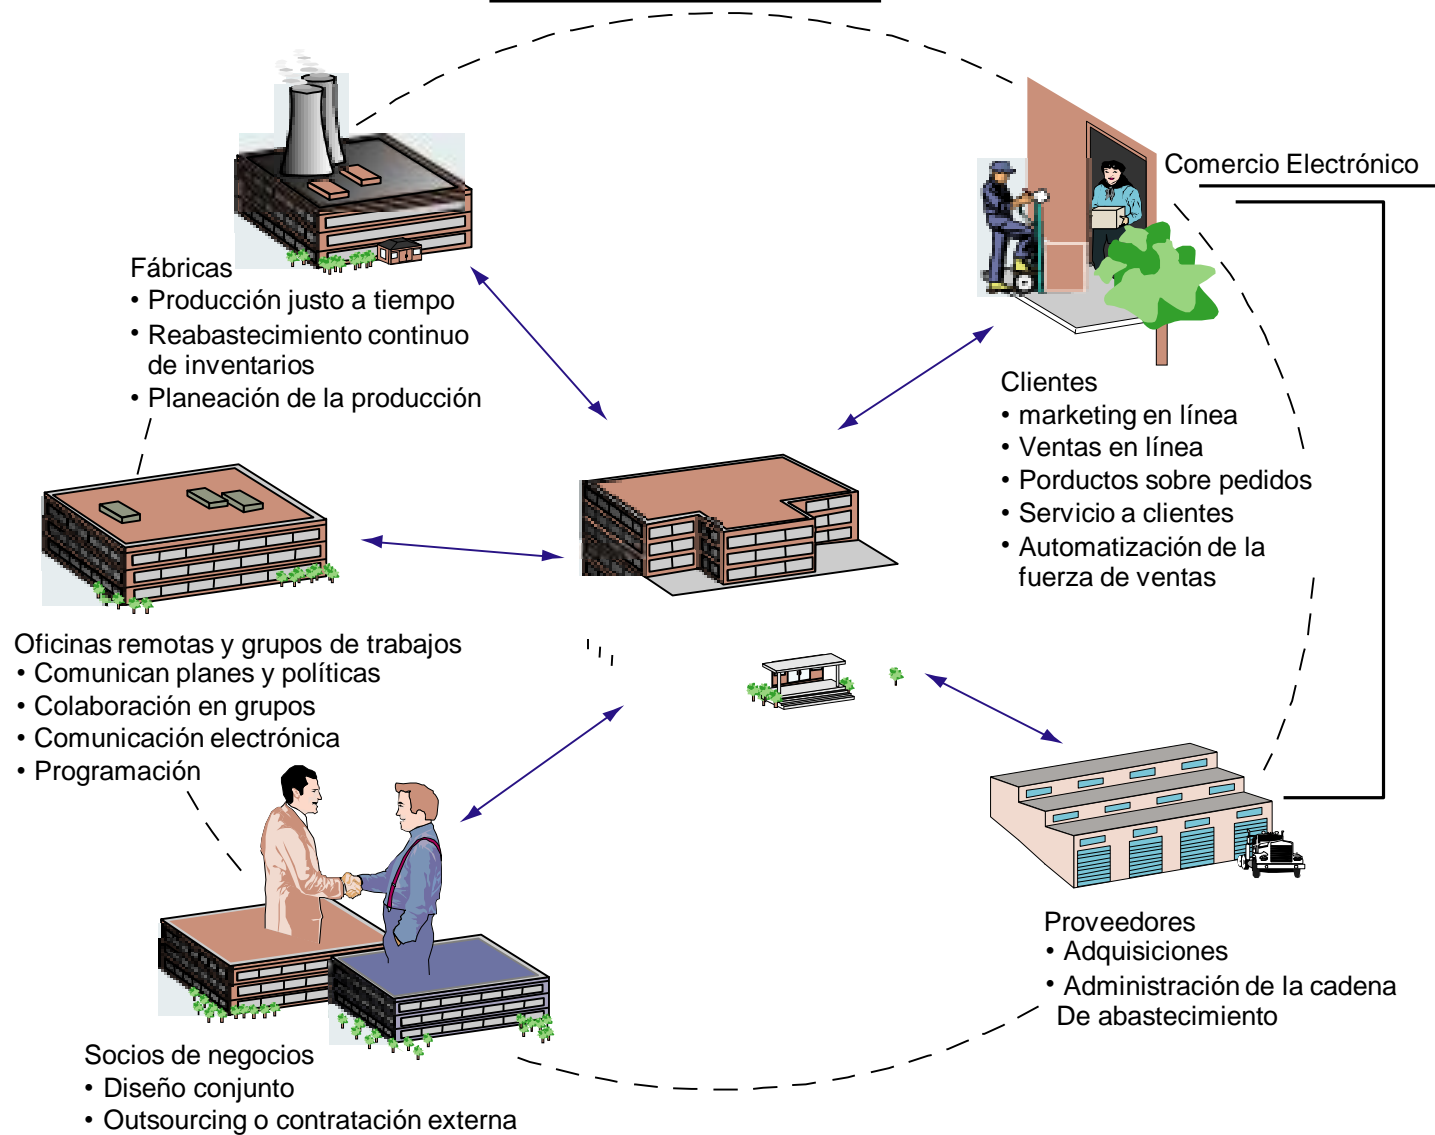 Comercio Electrónico
Fábricas
• Producción justo a tiempo
• Reabastecimiento continuo
de inventarios
• Planeación de la producción
Clientes
• marketing en línea
• Ventas en línea
• Porductos sobre pedidos
• Servicio a clientes
• Automatización de la
fuerza de ventas
Oficinas remotas y grupos de trabajos
• Comunican planes y políticas
• Colaboración en grupos
• Comunicación electrónica
• Programación
Proveedores
• Adquisiciones
• Administración de la cadena
De abastecimiento
Socios de negocios
• Diseño conjunto
• Outsourcing o contratación externa